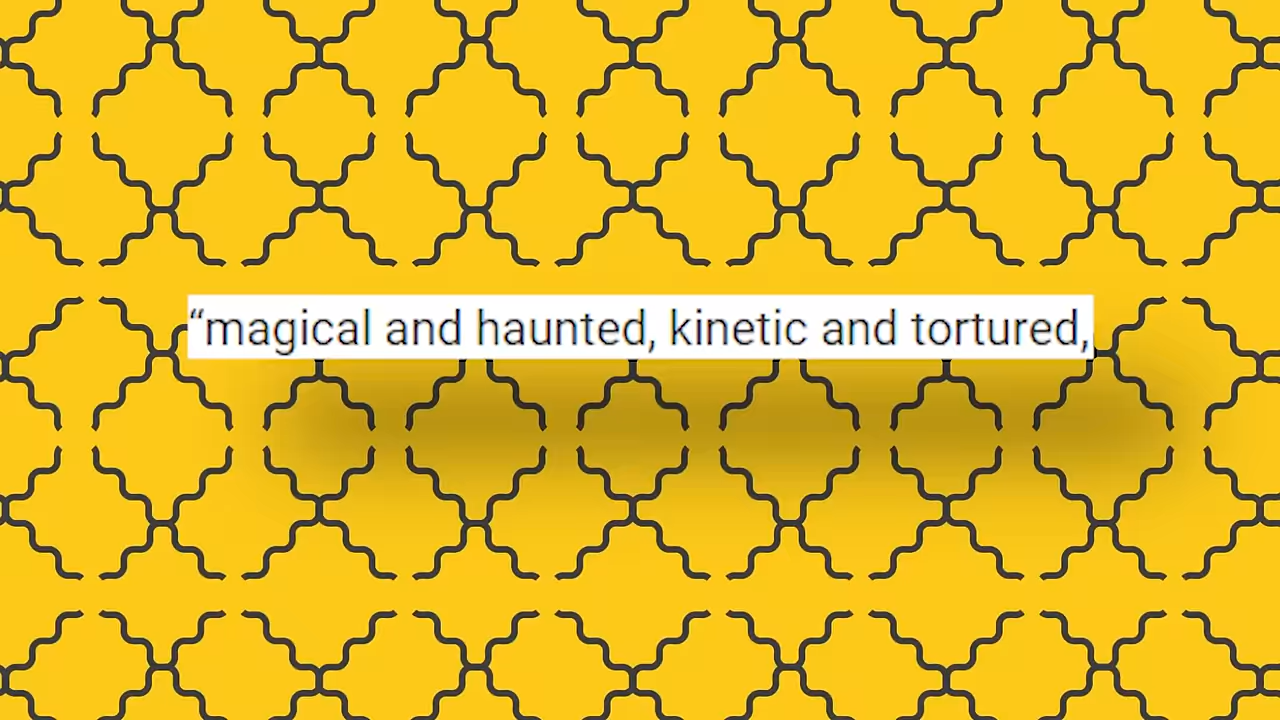 “magical and haunted, kinetic and tortured,